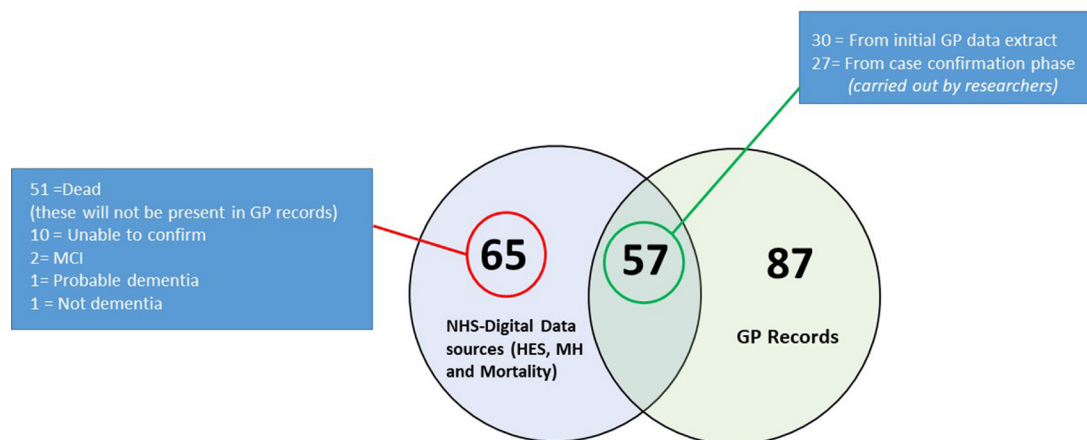 30 = From initial GP data extract
27= From case confirmation phase
(carried out by researchers)
51 =Dead
(these will not be present in GP records)
10 = Unable to confirm
2= MCI
1= Probable dementia
1 = Not dementia
65
57
87
NHS-Digital Data
sources (HES, MH
and Mortality)
GP Records